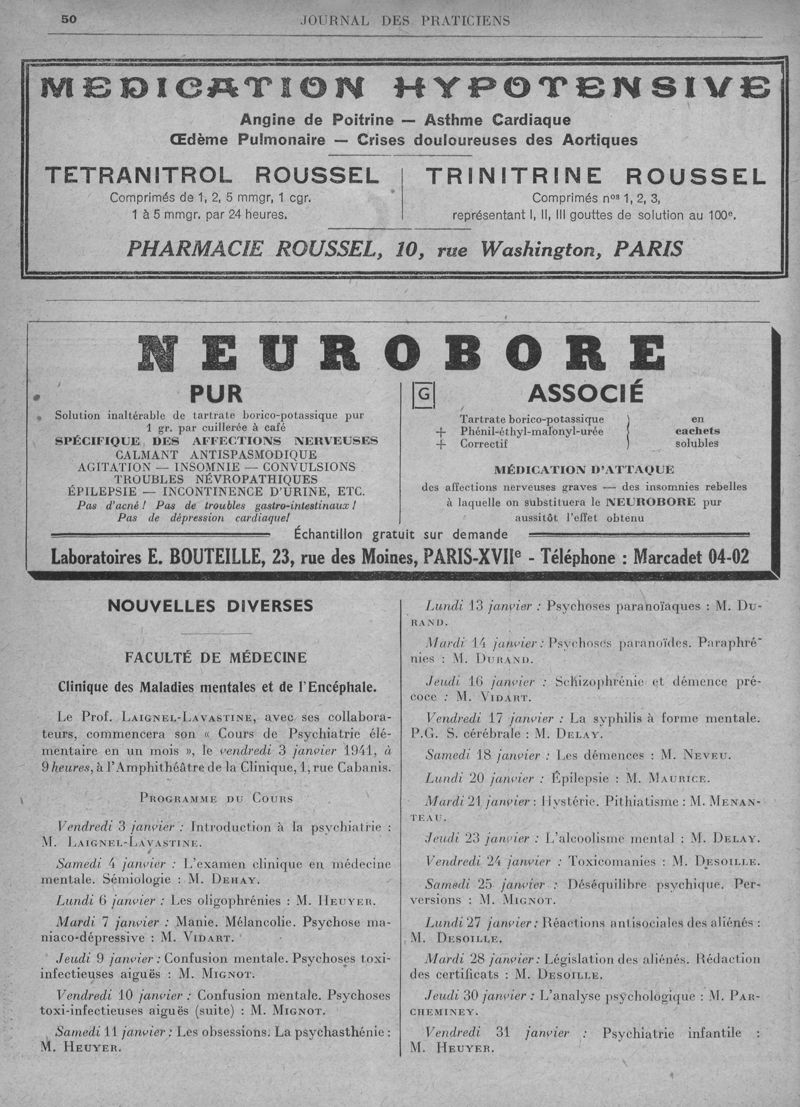 50
JOURNAL DES PRATICIENS
MEDICATION HYPOTENSIVE
Angine de Poitrine — Asthme Cardiaque
Œdème Pulmonaire — Crises douloureuses des Aortiques
TETRANITROL ROUSSEL
Comprimés de 1, 2, 5 mmgr, 1 cgr.
1 à 5 mmgr. par 24 heures.
TRINITRINE ROUSSEL
Comprimés nos 1, 2, 3,
représentant I, II, III gouttes de solution au 100e.
PHARMACIE ROUSSEL, 10, rue Washington, PARIS
NEUROBORE
PUR
Solution inaltérable de tartrate borico-potassique pur
1 gr. par cuillerée à café
SPÉCIFIQUE DES AFFECTIONS NERVEUSES
CALMANT ANTISPASMODIQUE
AGITATION — INSOMNIE — CONVULSIONS
TROUBLES NÉVROPATHIQUES
ÉPILEPSIE — INCONTINENCE D'URINE, ETC.
Pas d'acné! Pas de troubles gastro-intestinaux!
Pas de dépression cardiaque!
G
ASSOCIÉ
Tartrate borico-potassique
+ Phénil-éthyl-malonyl-urée
+ Correctif
en
cachets
solubles
MÉDICATION D'ATTAQUE
des affections nerveuses graves — des insomnies rebelles
à laquelle on substituera le NEUROBORE pur
aussitôt l'effet obtenu
Échantillon gratuit sur demande
Laboratoires E. BOUTEILLE, 23, rue des Moines, PARIS-XVIIe - Téléphone : Marcadet 04-02
NOUVELLES DIVERSES
FACULTÉ DE MÉDECINE
Clinique des Maladies mentales et de l'Encéphale.
Le Prof. LAIGNEL-LAVASTINE, avec ses collabora-
teurs, commencera son « Cours de Psychiatrie élé-
mentaire en un mois », le vendredi 3 janvier 1941, à
9 heures, à l'Amphithéâtre de la Clinique, 1, rue Cabanis.
PROGRAMME DU COURS
Vendredi 3 janvier : Introduction à la psychiatrie :
M. LAIGNEL-LAVASTINE.
Samedi 4 janvier : L'examen clinique en médecine
mentale. Sémiologie : M. DEHAY.
Lundi 6 janvier : Les oligophrénies : M. HEUYER.
Mardi 7 janvier : Manie. Mélancolie. Psychose ma-
niaco-dépressive : M. VIDART.
Jeudi 9 janvier : Confusion mentale. Psychoses toxi-
infectieuses aiguës : M. MIGNOT.
Vendredi 10 janvier : Confusion mentale. Psychoses
toxi-infectieuses aiguës (suite) : M. MIGNOT.
Samedi 11 janvier : Les obsessions. La psychasthénie :
M. HEUYER.
Lundi 13 janvier : Psychoses paranoïaques : M. DU-
RAND.
Mardi 14 janvier : Psychoses paranoïdes. Paraphré-
nies : M. DURAND.
Jeudi 16 janvier : Schizophrénie et démence pré-
coce : M. VIDART.
Vendredi 17 janvier : La syphilis à forme mentale.
P.G. S. cérébrale : M. DELAY.
Samedi 18 janvier : Les démences : M. NEVEU.
Lundi 20 janvier : Épilepsie : M. MAURICE.
Mardi 21 janvier : Hystérie. Pithiatisme : M. MENAN-
TEAU.
Jeudi 23 janvier : L'alcoolisme mental : M. DELAY.
Vendredi 24 janvier : Toxicomanies : M. DESOILLE.
Samedi 25 janvier : Déséquilibre psychique. Per-
versions : M. MIGNOT.
Lundi 27 janvier : Réactions antisociales des aliénés :
M. DESOILLE.
Mardi 28 janvier : Législation des aliénés. Rédaction
des certificats : M. DESOILLE.
Jeudi 30 janvier : L'analyse psychologique : M. PAR-
CHEMINEY.
Vendredi 31 janvier : Psychiatrie infantile :
M. HEUYER.